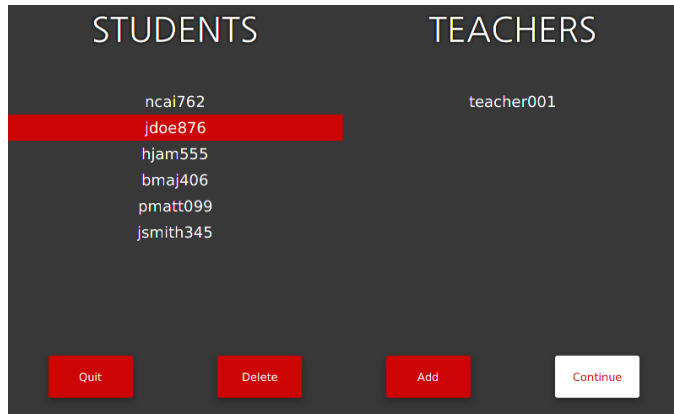 STUDENTS TEACHERS
ncai762 teacher001
jdoe876
hjam555
bmaj406
pmatt099
jsmith345
Quit Delete Add Continue